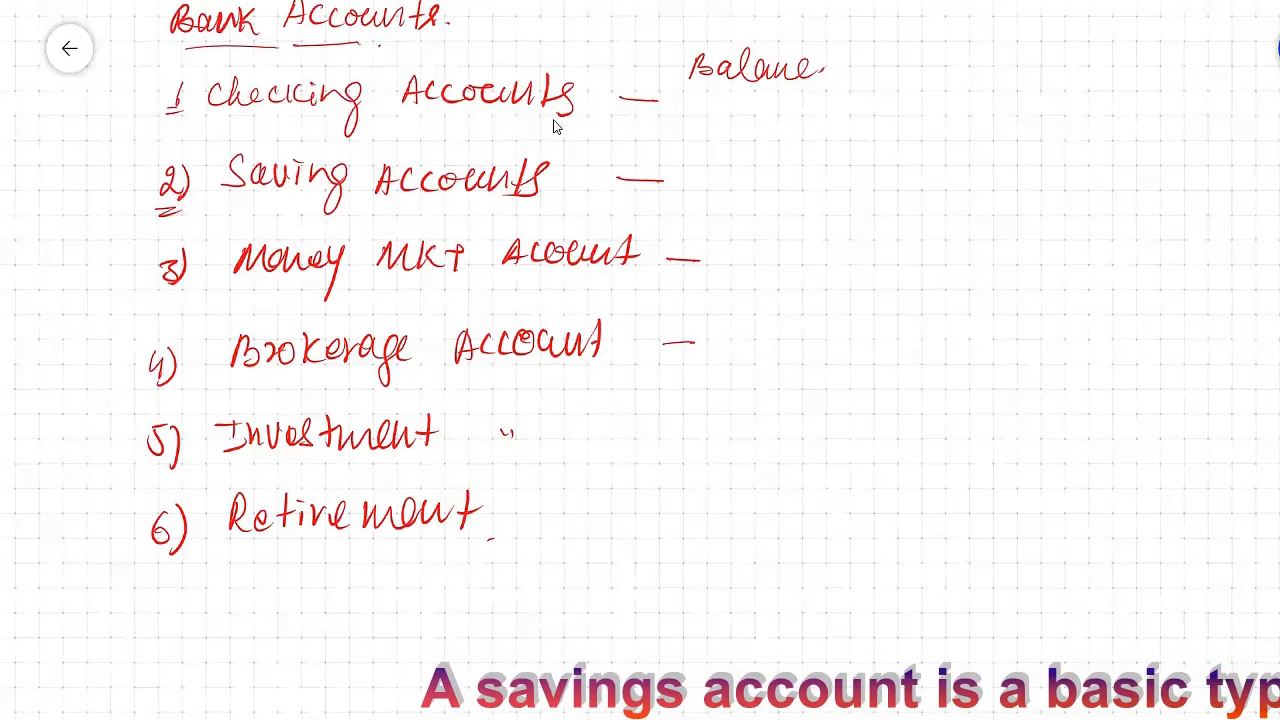 Bank Accounts.
Balance.
1 Checking Accounts —
2) Saving Accounts —
3) Money MKT Acount —
4) Brokerage Account —
5) Investment "
6) Retirement.
A savings account is a basic typ